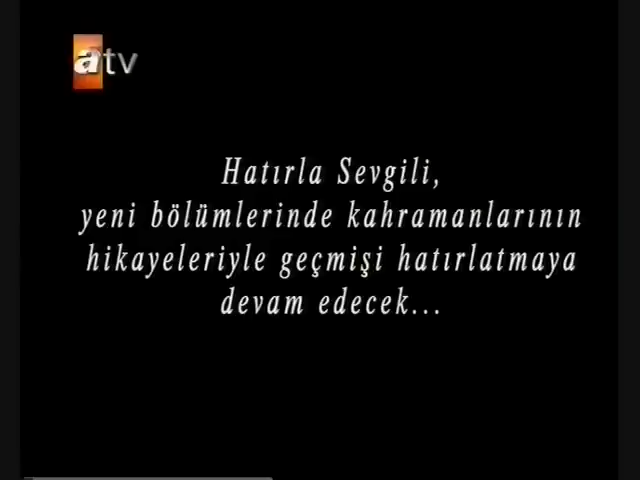 atv
Hatırla Sevgili,
yeni bölümlerinde kahramanlarının
hikayeleriyle geçmişi hatırlatmaya
devam edecek...